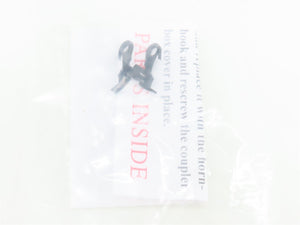 and replace it with the horn-
hook and rescrew the coupler
box cover in place.
PARTS INSIDE